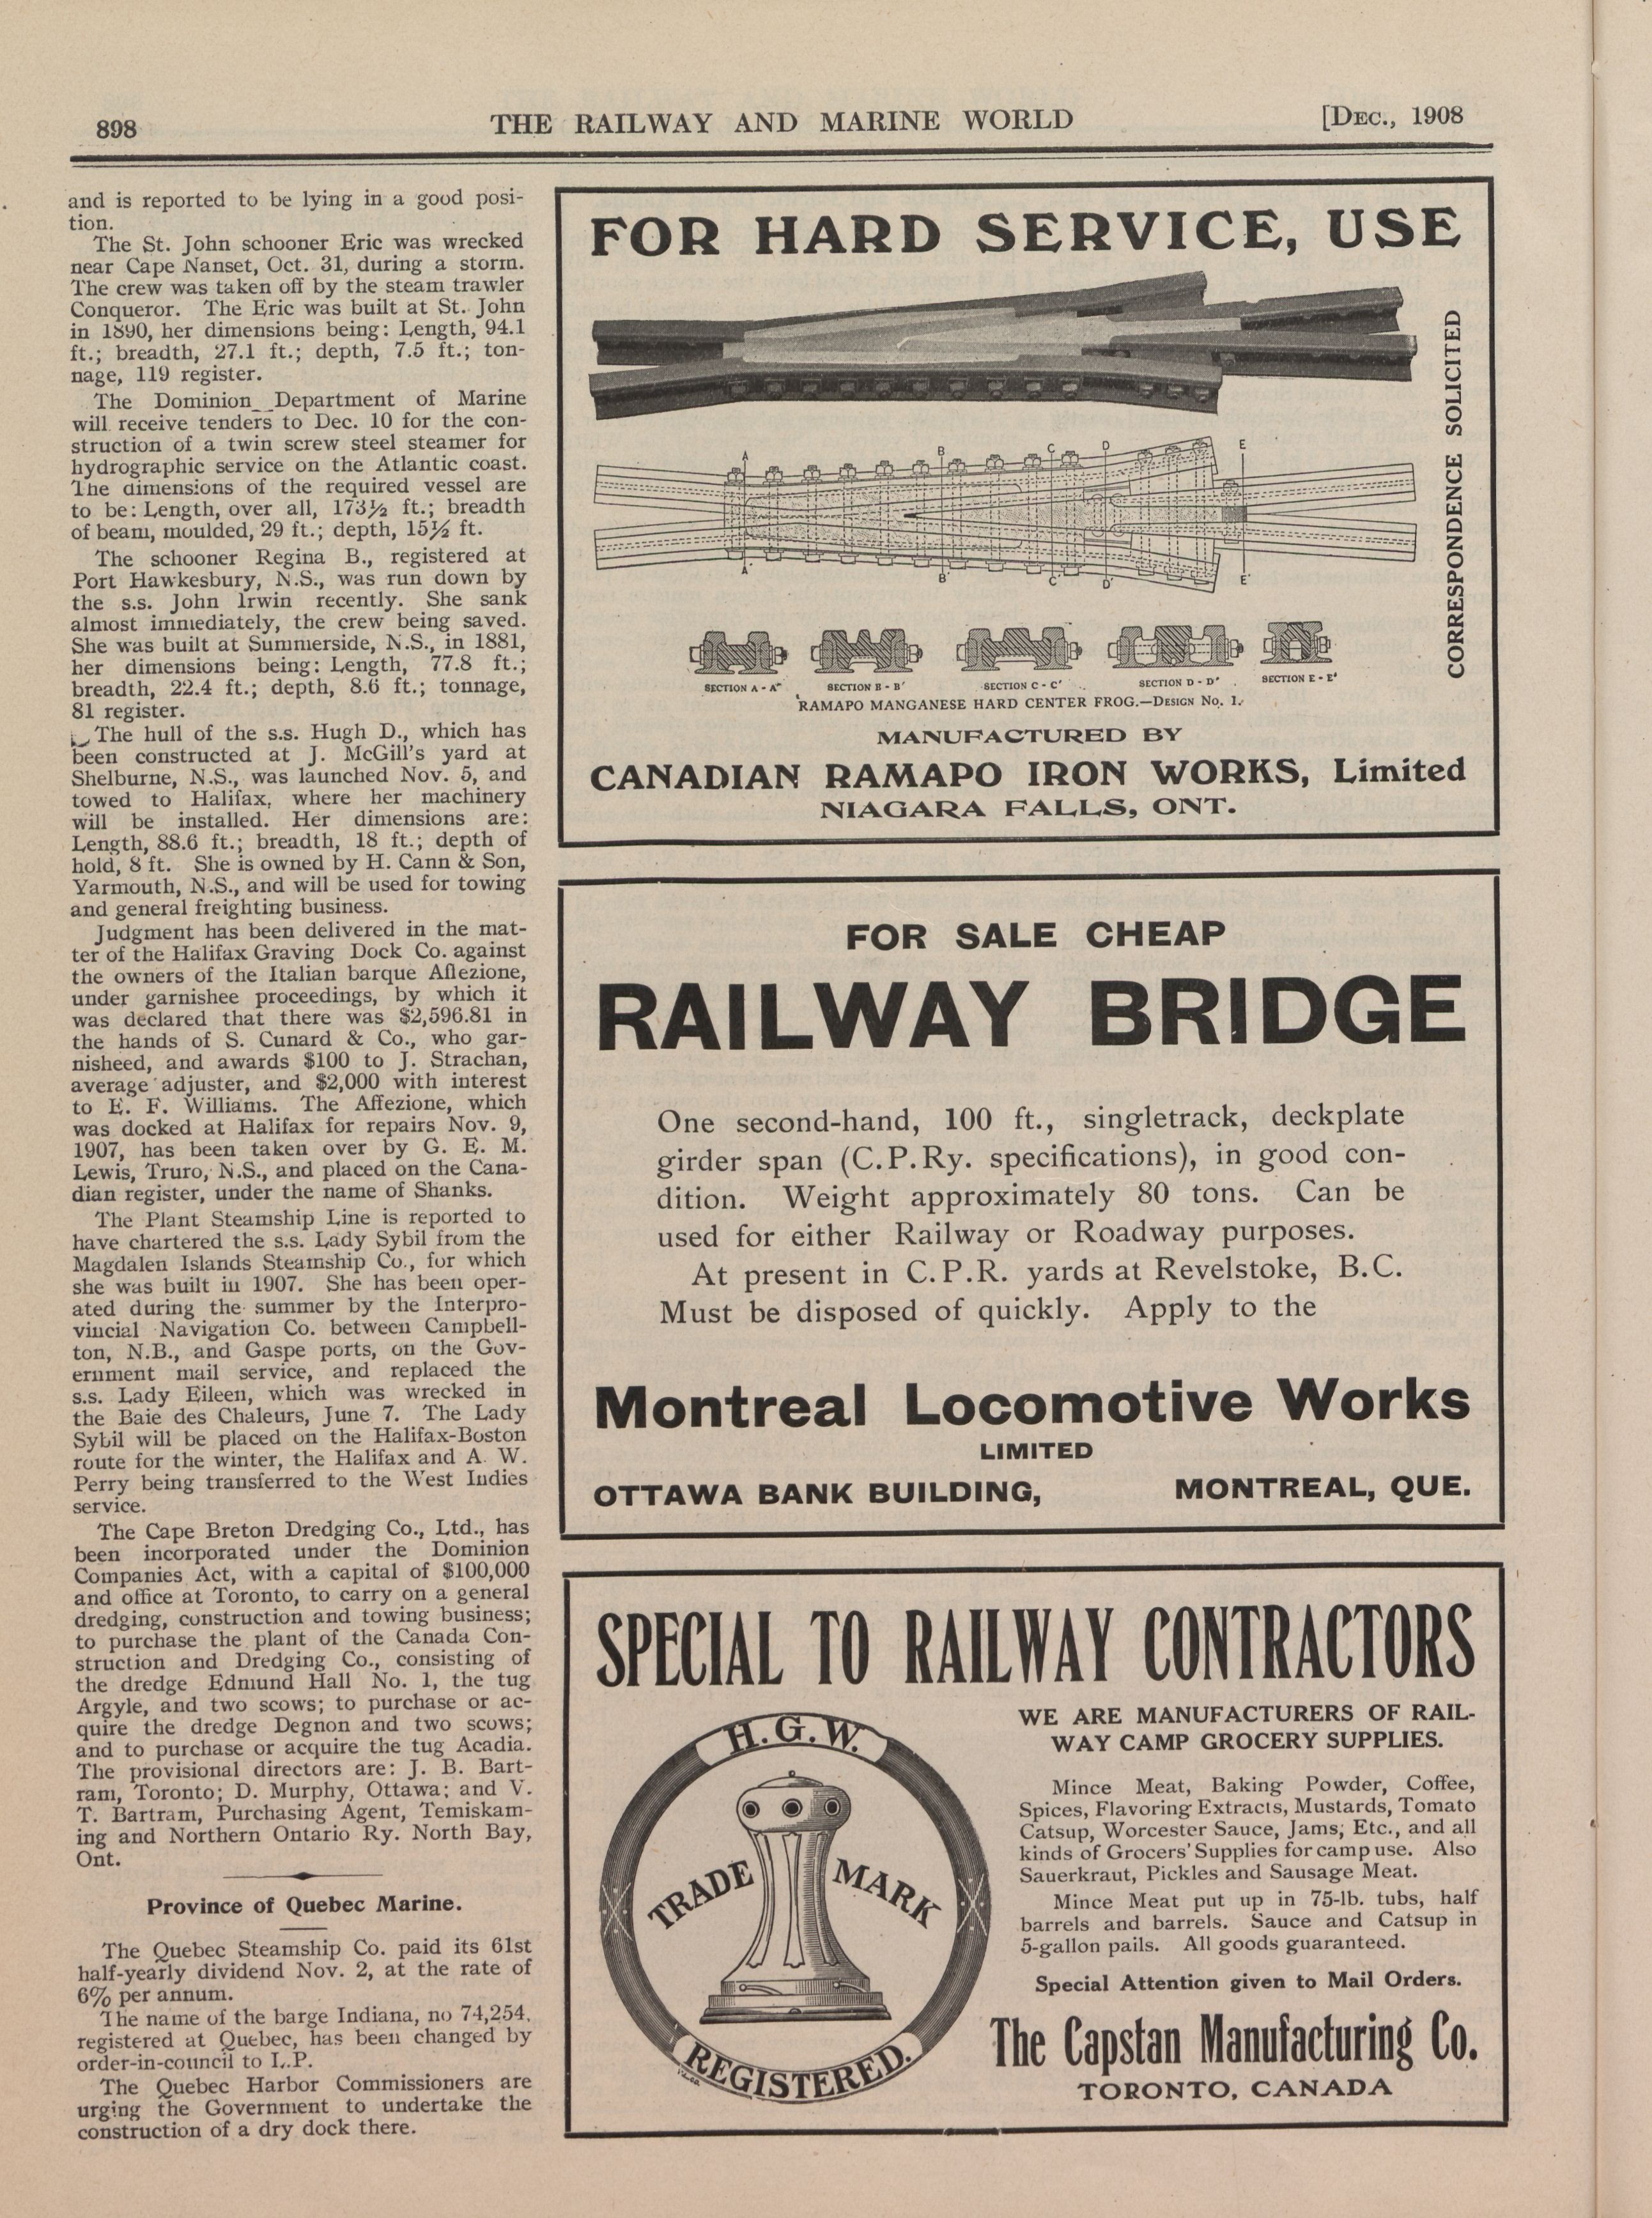 898
THE RAILWAY AND MARINE WORLD
[DEC., 1908
and is reported to be lying in a good posi-
tion.
The St. John schooner Eric was wrecked
near Cape Nanset, Oct. 31, during a storm.
The crew was taken off by the steam trawler
Conqueror. The Eric was built at St. John
in 1890, her dimensions being: Length, 94.1
ft.; breadth, 27.1 ft.; depth, 7.5 ft.; ton-
nage, 119 register.
The Dominion Department of Marine
will receive tenders to Dec. 10 for the con-
struction of a twin screw steel steamer for
hydrographic service on the Atlantic coast.
The dimensions of the required vessel are
to be: Length, over all, 173½ ft.; breadth
of beam, moulded, 29 ft.; depth, 15½ ft.
The schooner Regina B., registered at
Port Hawkesbury, N.S., was run down by
the s.s. John Irwin recently. She sank
almost immediately, the crew being saved.
She was built at Summerside, N.S., in 1881,
her dimensions being: Length, 77.8 ft.;
breadth, 22.4 ft.; depth, 8.6 ft.; tonnage,
81 register.
The hull of the s.s. Hugh D., which has
been constructed at J. McGill's yard at
Shelburne, N.S., was launched Nov. 5, and
towed to Halifax, where her machinery
will be installed. Her dimensions are:
Length, 88.6 ft.; breadth, 18 ft.; depth of
hold, 8 ft. She is owned by H. Cann & Son,
Yarmouth, N.S., and will be used for towing
and general freighting business.
Judgment has been delivered in the mat-
ter of the Halifax Graving Dock Co. against
the owners of the Italian barque Aflezione,
under garnishee proceedings, by which it
was declared that there was $2,596.81 in
the hands of S. Cunard & Co., who gar-
nisheed, and awards $100 to J. Strachan,
average adjuster, and $2,000 with interest
to E. F. Williams. The Affezione, which
was docked at Halifax for repairs Nov. 9,
1907, has been taken over by G. E. M.
Lewis, Truro, N.S., and placed on the Cana-
dian register, under the name of Shanks.
The Plant Steamship Line is reported to
have chartered the s.s. Lady Sybil from the
Magdalen Islands Steamship Co., for which
she was built in 1907. She has been oper-
ated during the summer by the Interpro-
vincial Navigation Co. between Campbell-
ton, N.B., and Gaspe ports, on the Gov-
ernment mail service, and replaced the
s.s. Lady Eileen, which was wrecked in
the Baie des Chaleurs, June 7. The Lady
Sybil will be placed on the Halifax-Boston
route for the winter, the Halifax and A. W.
Perry being transferred to the West Indies
service.
The Cape Breton Dredging Co., Ltd., has
been incorporated under the Dominion
Companies Act, with a capital of $100,000
and office at Toronto, to carry on a general
dredging, construction and towing business;
to purchase the plant of the Canada Con-
struction and Dredging Co., consisting of
the dredge Edmund Hall No. 1, the tug
Argyle, and two scows; to purchase or ac-
quire the dredge Degnon and two scows;
and to purchase or acquire the tug Acadia.
The provisional directors are: J. B. Bart-
ram, Toronto; D. Murphy, Ottawa; and V.
T. Bartram, Purchasing Agent, Temiskam-
ing and Northern Ontario Ry. North Bay,
Ont.
Province of Quebec Marine.
The Quebec Steamship Co. paid its 61st
half-yearly dividend Nov. 2, at the rate of
6% per annum.
The name of the barge Indiana, no 74,254,
registered at Quebec, has been changed by
order-in-council to L.P.
The Quebec Harbor Commissioners are
urging the Government to undertake the
construction of a dry dock there.
FOR HARD SERVICE, USE
CORRESPONDENCE SOLICITED
A B C D E
A' B' C' D' E'
SECTION A - A' SECTION B - B' SECTION C - C' SECTION D - D' SECTION E - E'
RAMAPO MANGANESE HARD CENTER FROG.—DESIGN No. 1.
MANUFACTURED BY
CANADIAN RAMAPO IRON WORKS, Limited
NIAGARA FALLS, ONT.
FOR SALE CHEAP
RAILWAY BRIDGE
One second-hand, 100 ft., singletrack, deckplate
girder span (C.P.Ry. specifications), in good con-
dition. Weight approximately 80 tons. Can be
used for either Railway or Roadway purposes.
At present in C.P.R. yards at Revelstoke, B.C.
Must be disposed of quickly. Apply to the
Montreal Locomotive Works
LIMITED
OTTAWA BANK BUILDING, MONTREAL, QUE.
SPECIAL TO RAILWAY CONTRACTORS
H.G.W.
TRADE MARK
REGISTERED.
WE ARE MANUFACTURERS OF RAIL-
WAY CAMP GROCERY SUPPLIES.
Mince Meat, Baking Powder, Coffee,
Spices, Flavoring Extracts, Mustards, Tomato
Catsup, Worcester Sauce, Jams, Etc., and all
kinds of Grocers' Supplies for camp use. Also
Sauerkraut, Pickles and Sausage Meat.
Mince Meat put up in 75-lb. tubs, half
barrels and barrels. Sauce and Catsup in
5-gallon pails. All goods guaranteed.
Special Attention given to Mail Orders.
The Capstan Manufacturing Co.
TORONTO, CANADA